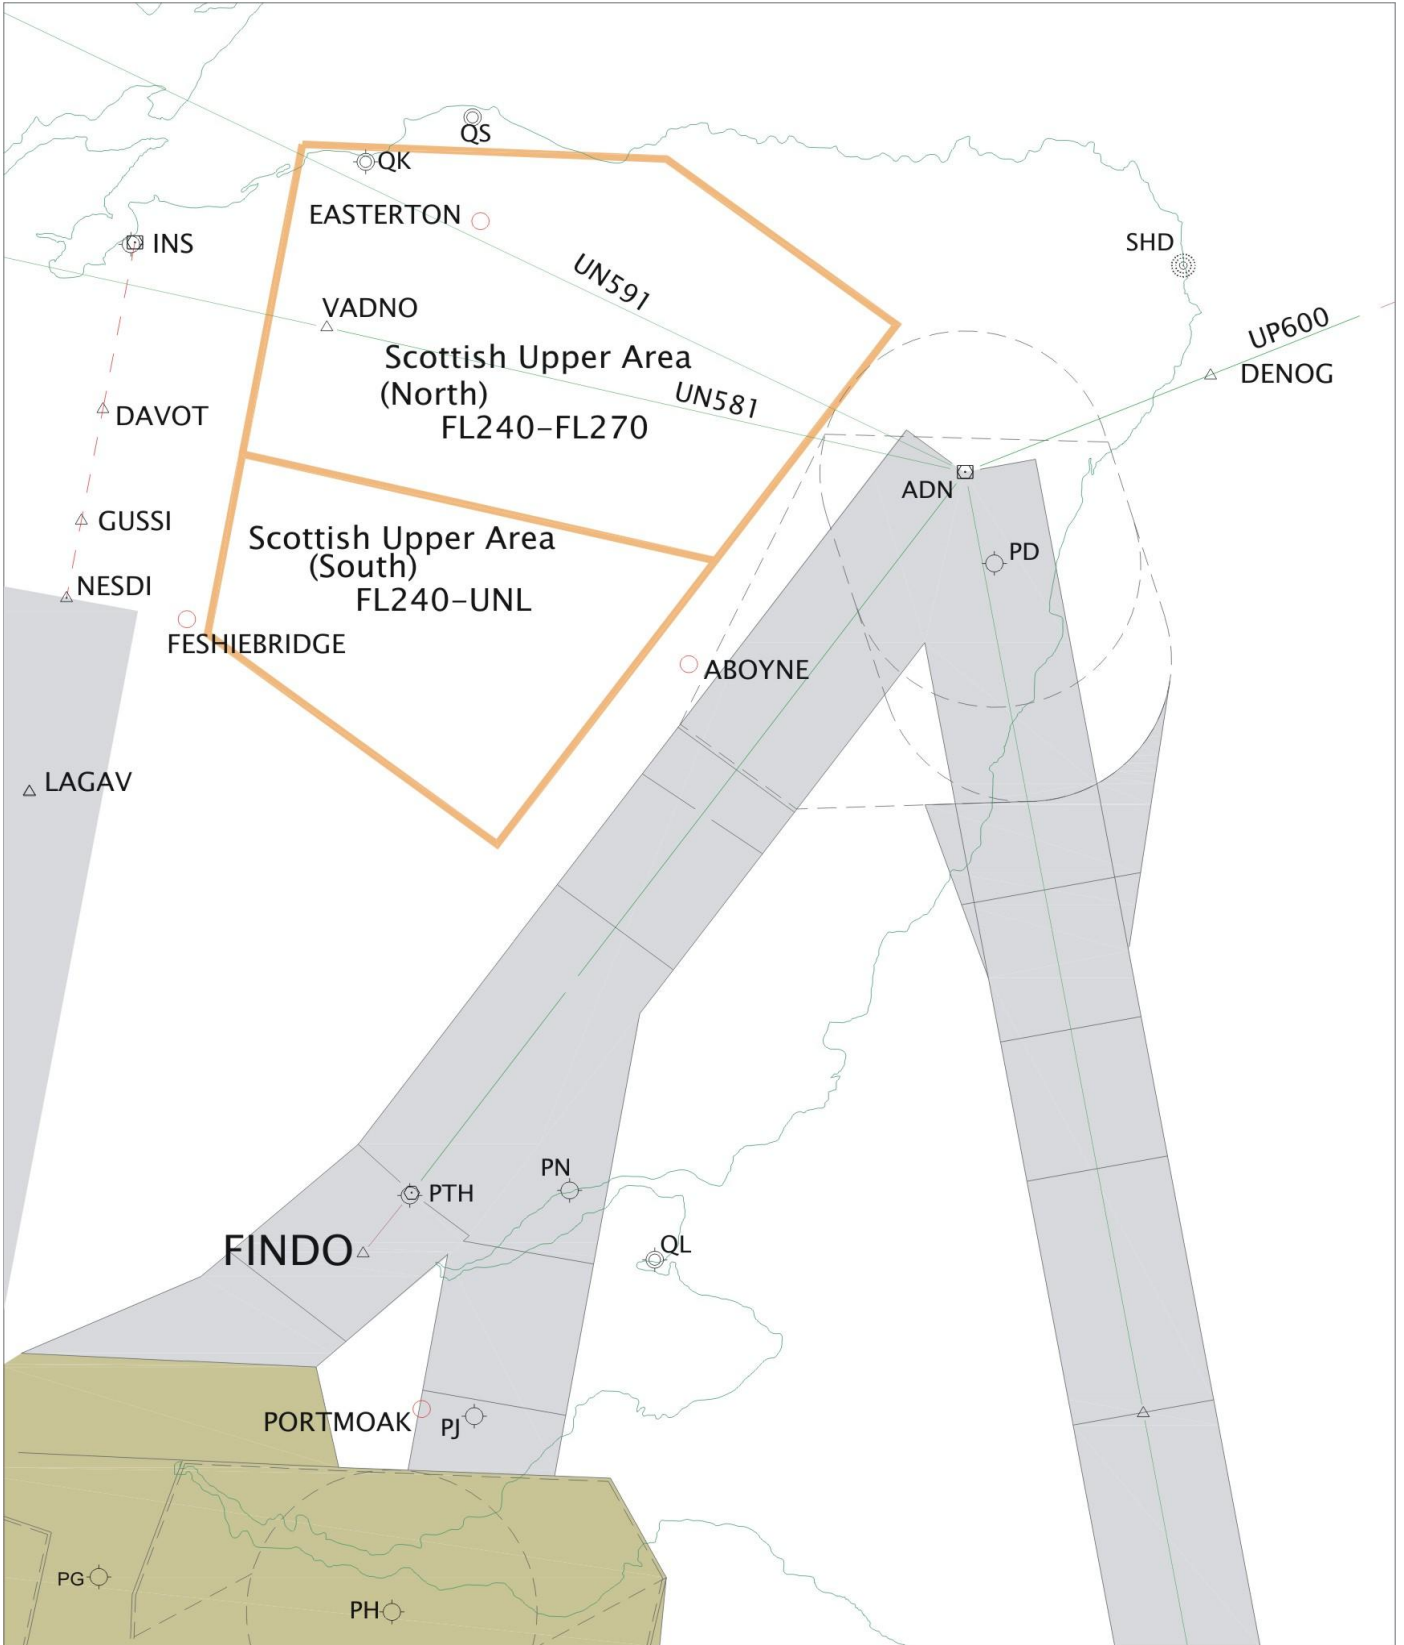 QS
QK
EASTERTON
INS
SHD
UN591
VADNO
UP600
Scottish Upper Area
(North)
FL240-FL270
DENOG
UN581
DAVOT
ADN
GUSSI
Scottish Upper Area
(South)
FL240-UNL
PD
NESDI
FESHIEBRIDGE
ABOYNE
LAGAV
PN
PTH
FINDO
QL
PORTMOAK
PJ
PG
PH